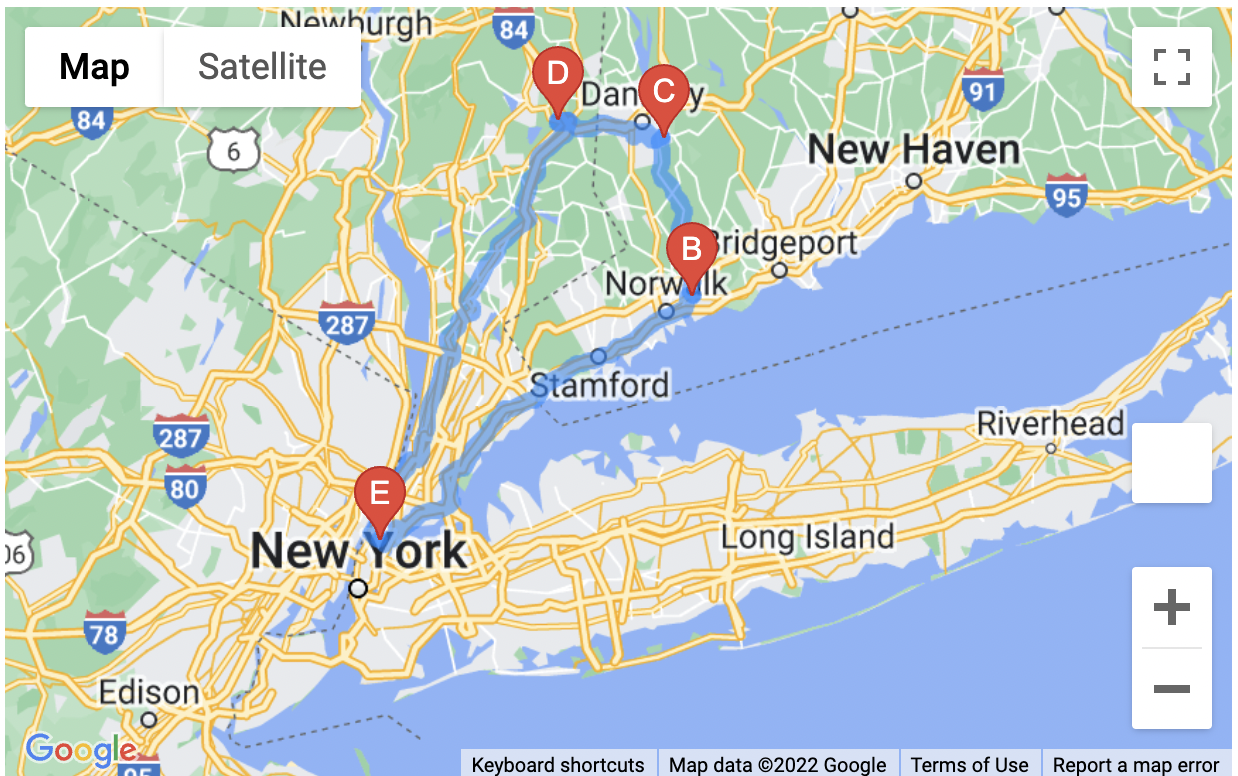 Newburgh
84
Map
Satellite
D
C
Danbury
84
6
91
New Haven
95
B
Bridgeport
Norwalk
287
Stamford
287
Riverhead
80
E
New York
Long Island
06
78
Edison
Google
95
Keyboard shortcuts
Map data ©2022 Google
Terms of Use
Report a map error